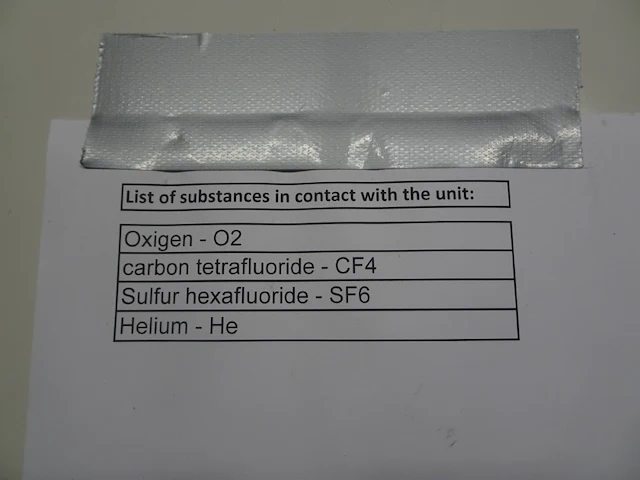 List of substances in contact with the unit:
Oxigen - O2
carbon tetrafluoride - CF4
Sulfur hexafluoride - SF6
Helium - He